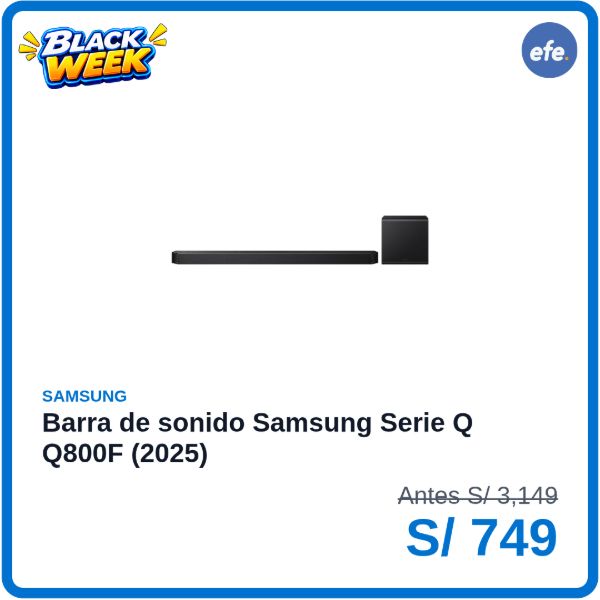 BLACK
WEEK
efe.
SAMSUNG
Barra de sonido Samsung Serie Q
Q800F (2025)
Antes S/ 3,149
S/ 749